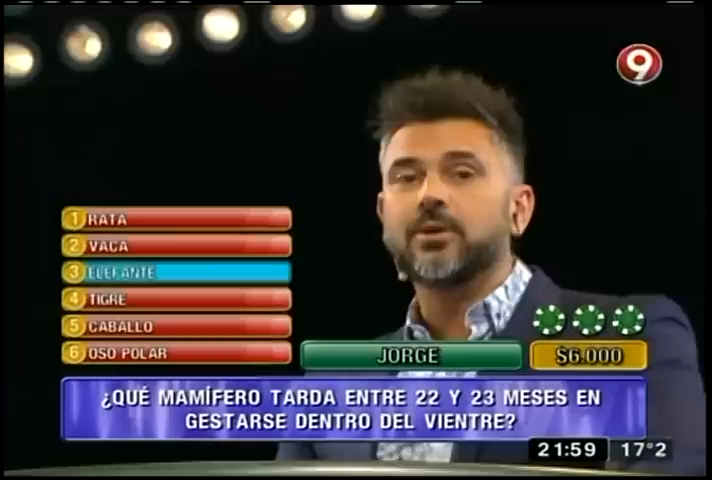 9
1 RATA
2 VACA
3 ELEFANTE
4 TIGRE
5 CABALLO
6 OSO POLAR
JORGE
$6.000
¿QUÉ MAMÍFERO TARDA ENTRE 22 Y 23 MESES EN
GESTARSE DENTRO DEL VIENTRE?
21:59
17°2